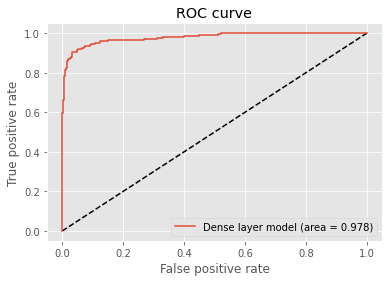 ROC curve
True positive rate
1.0
0.8
0.6
0.4
0.2
0.0
Dense layer model (area = 0.978)
0.0 0.2 0.4 0.6 0.8 1.0
False positive rate